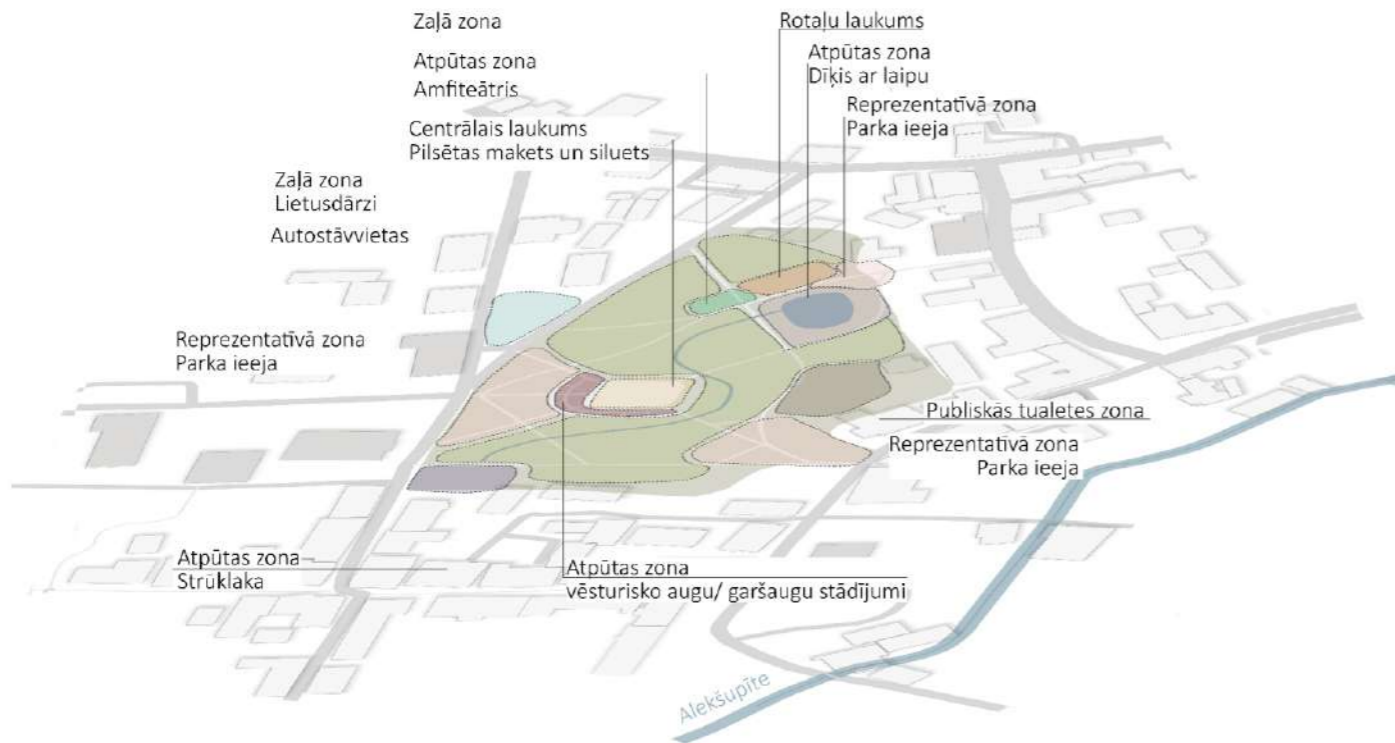 Zaļā zona
Rotaļu laukums
Atpūtas zona
Amfiteātris
Atpūtas zona
Dīķis ar laipu
Reprezentatīvā zona
Parka ieeja
Centrālais laukums
Pilsētas makets un siluets
Zaļā zona
Lietusdārzi
Autostāvvietas
Reprezentatīvā zona
Parka ieeja
Publiskās tualetes zona
Reprezentatīvā zona
Parka ieeja
Atpūtas zona
Strūklaka
Atpūtas zona
vēsturisko augu/ garšaugu stādījumi
Alekšupīte